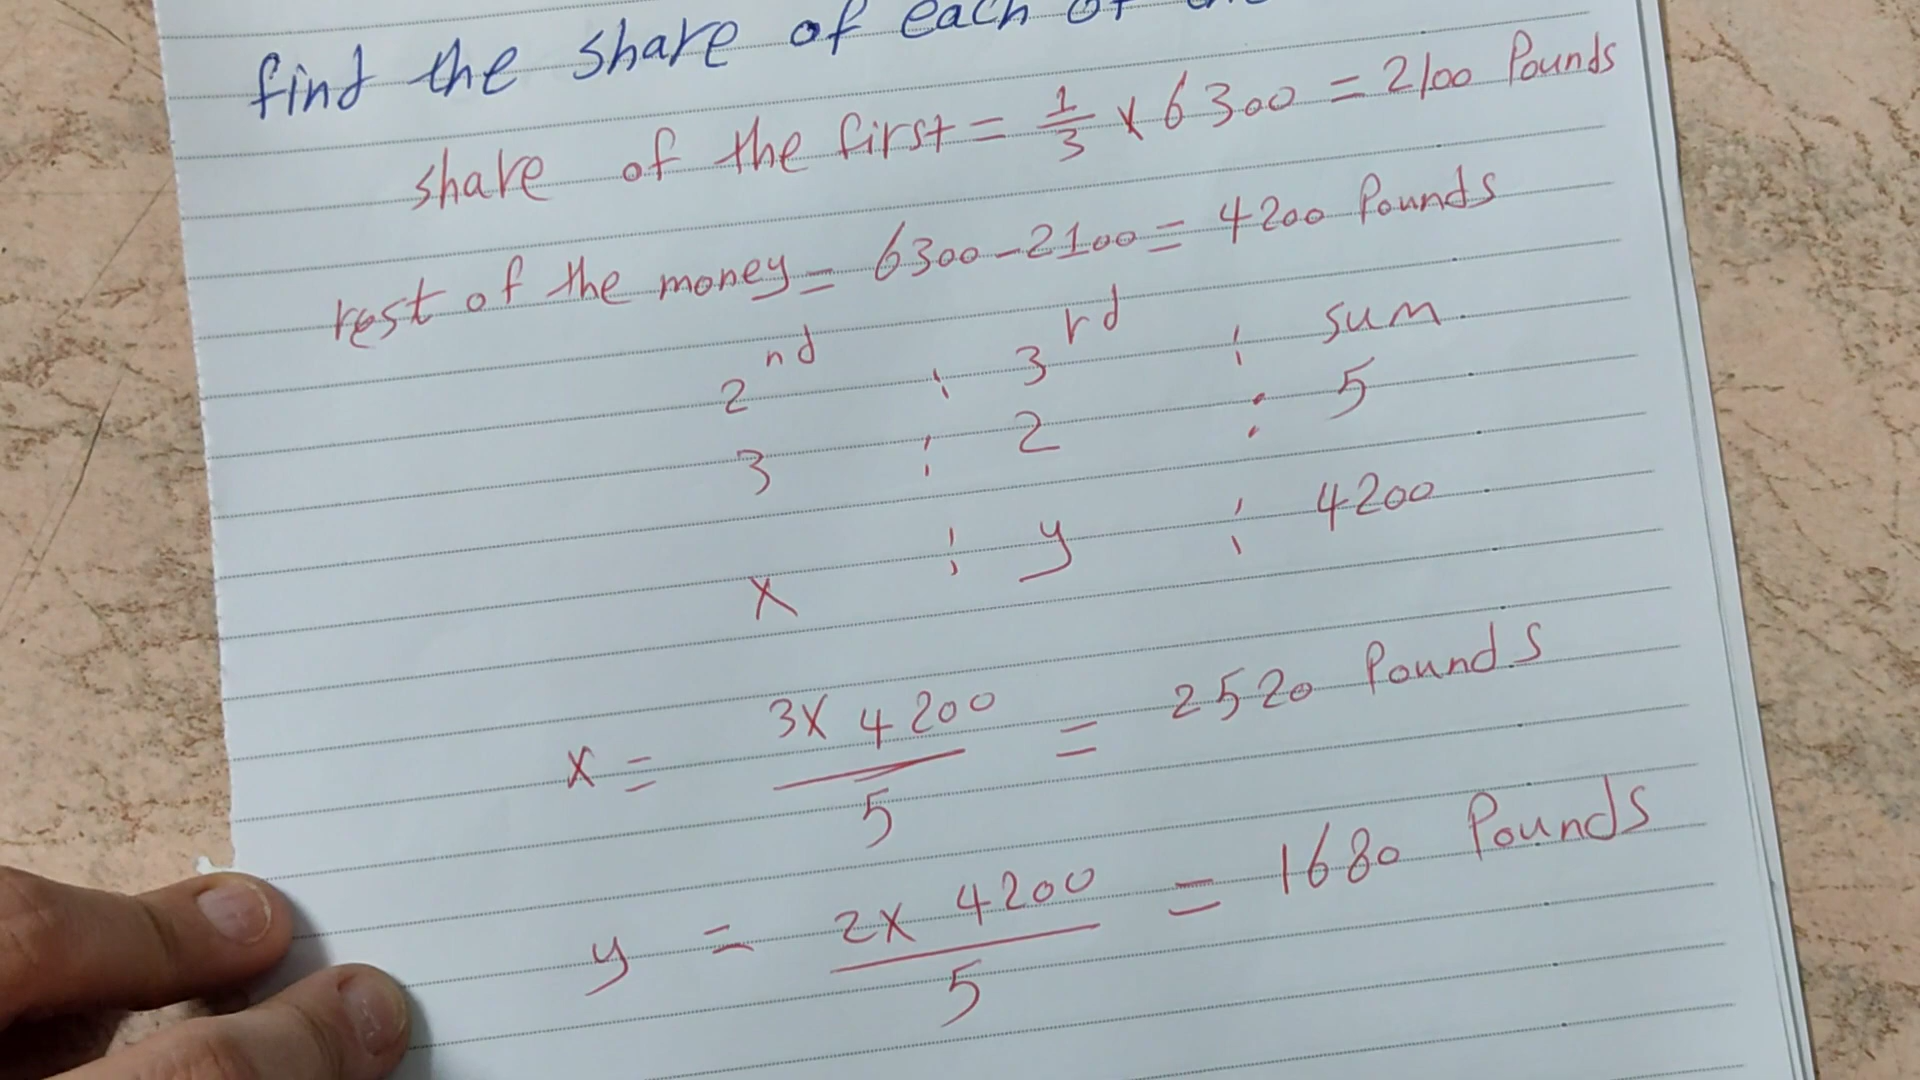 find the share of each of
share of the first = 1/3 x 6300 = 2100 Pounds
rest of the money = 6300 - 2100 = 4200 Pounds
2nd : 3rd : sum
3 : 2 : 5
x : y : 4200
x = 3x 4200 / 5 = 2520 Pounds
y = 2x 4200 / 5 = 1680 Pounds